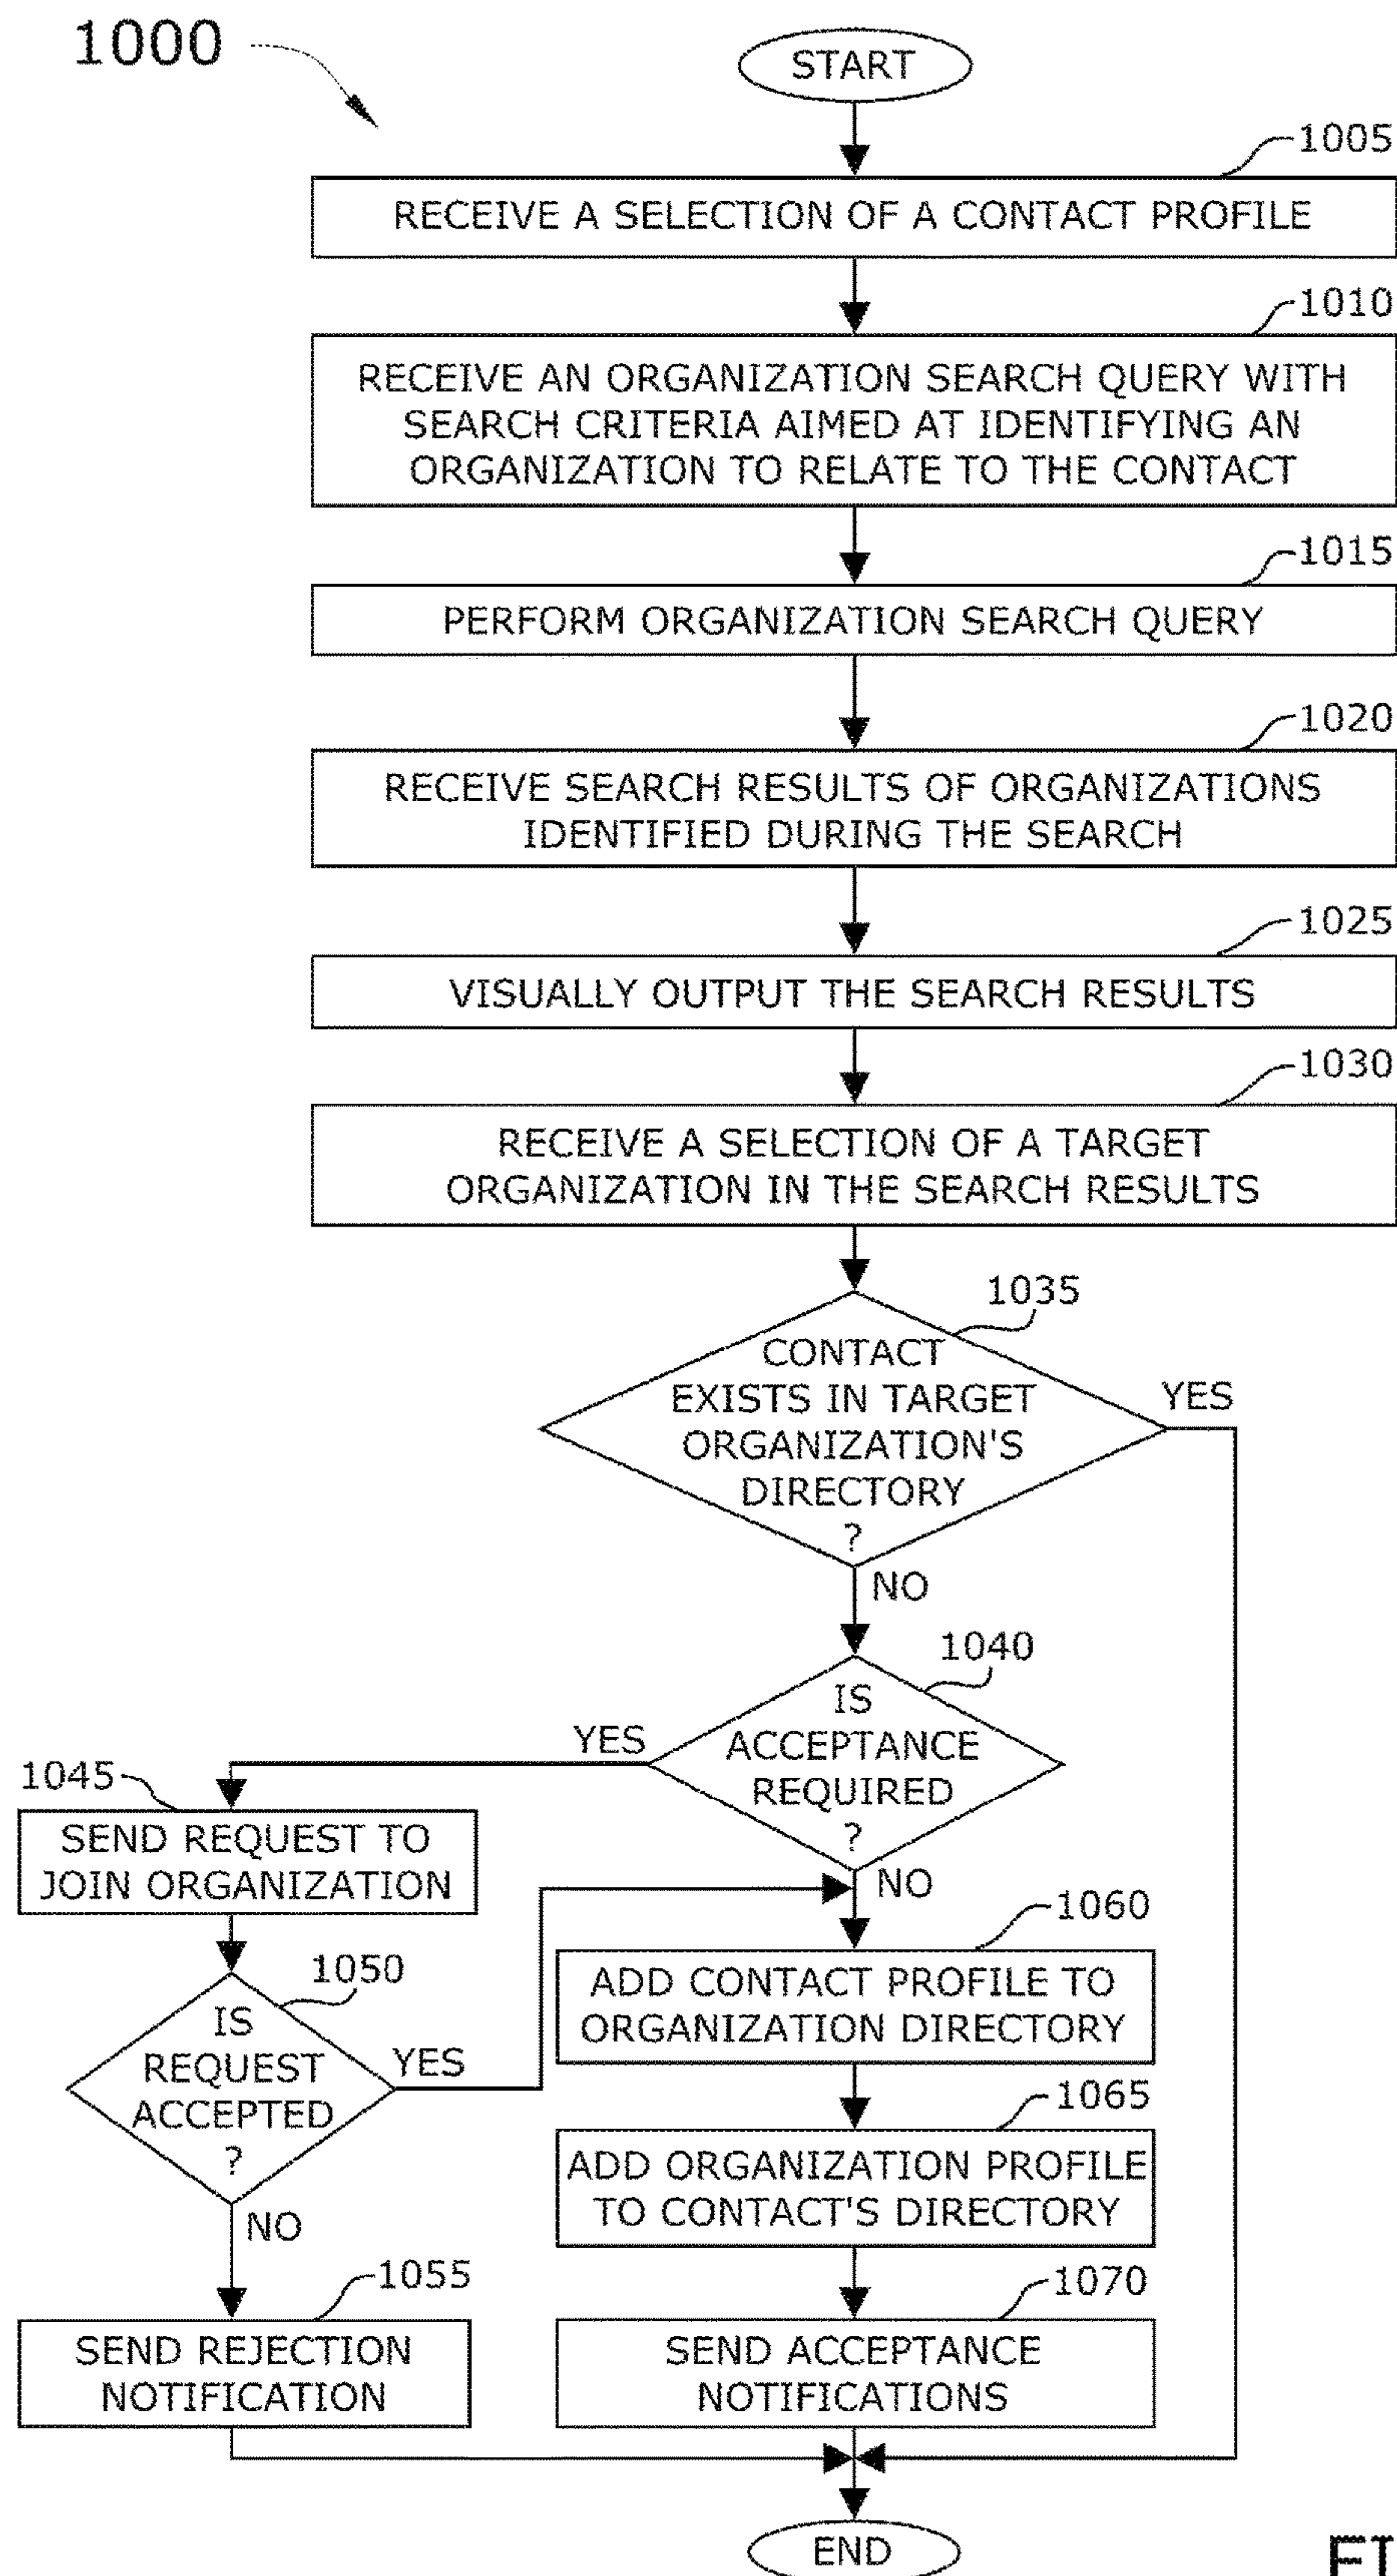 1000
START
1005
RECEIVE A SELECTION OF A CONTACT PROFILE
1010
RECEIVE AN ORGANIZATION SEARCH QUERY WITH
SEARCH CRITERIA AIMED AT IDENTIFYING AN
ORGANIZATION TO RELATE TO THE CONTACT
1015
PERFORM ORGANIZATION SEARCH QUERY
1020
RECEIVE SEARCH RESULTS OF ORGANIZATIONS
IDENTIFIED DURING THE SEARCH
1025
VISUALLY OUTPUT THE SEARCH RESULTS
1030
RECEIVE A SELECTION OF A TARGET
ORGANIZATION IN THE SEARCH RESULTS
1035
CONTACT
EXISTS IN TARGET
ORGANIZATION'S
DIRECTORY
?
YES
NO
1040
IS
ACCEPTANCE
REQUIRED
?
YES
NO
1045
SEND REQUEST TO
JOIN ORGANIZATION
1050
IS
REQUEST
ACCEPTED
?
YES
NO
1055
SEND REJECTION
NOTIFICATION
1060
ADD CONTACT PROFILE TO
ORGANIZATION DIRECTORY
1065
ADD ORGANIZATION PROFILE
TO CONTACT'S DIRECTORY
1070
SEND ACCEPTANCE
NOTIFICATIONS
END